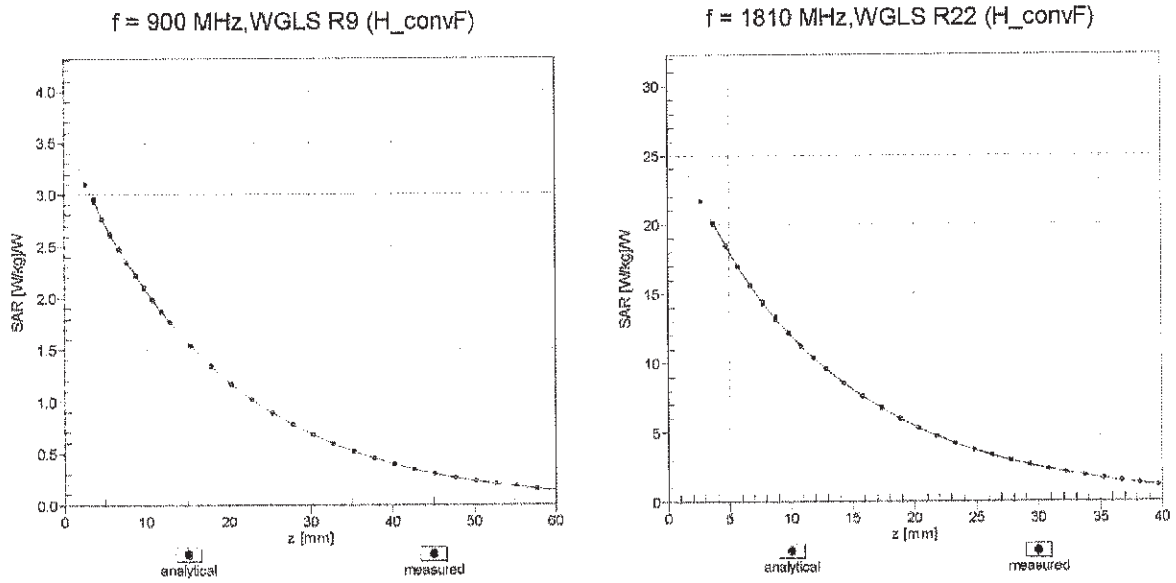 f = 900 MHz,WGLS R9 (H_convF)
4.0
3.5
3.0
2.5
2.0
1.5
1.0
0.5
0.0
SAR [W/kg]/W
0 10 20 30 40 50 60
z [mm]
analytical measured
f = 1810 MHz,WGLS R22 (H_convF)
30
25
20
15
10
5
0
SAR [W/kg]/W
0 5 10 15 20 25 30 35 40
z [mm]
analytical measured